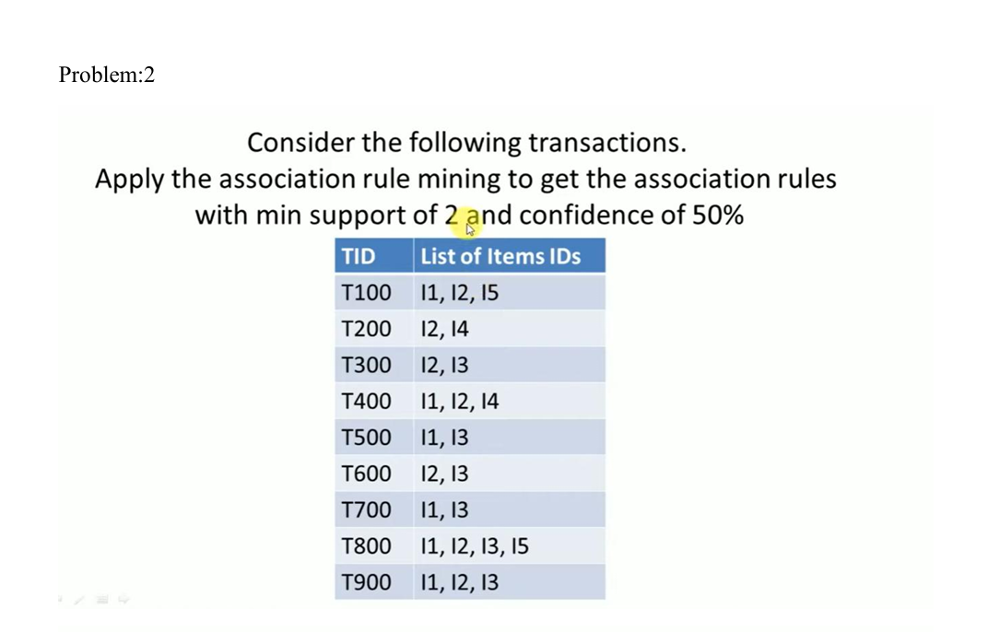 Problem:2
Consider the following transactions.
Apply the association rule mining to get the association rules
with min support of 2 and confidence of 50%
TID List of Items IDs
T100 I1, I2, I5
T200 I2, I4
T300 I2, I3
T400 I1, I2, I4
T500 I1, I3
T600 I2, I3
T700 I1, I3
T800 I1, I2, I3, I5
T900 I1, I2, I3